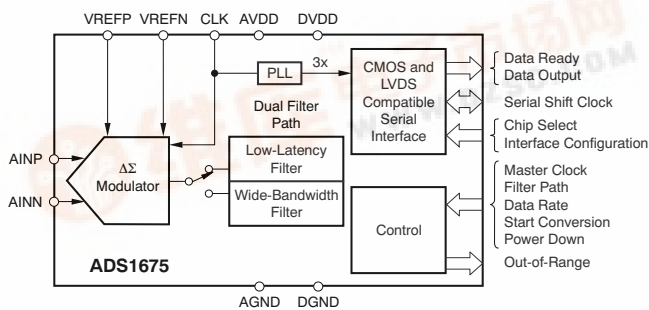 VREFP VREFN CLK AVDD DVDD
PLL
3x
CMOS and
LVDS
Compatible
Serial
Interface
Data Ready
Data Output
Serial Shift Clock
Chip Select
Interface Configuration
Dual Filter
Path
AINP
AINN
ΔΣ
Modulator
Low-Latency
Filter
Wide-Bandwidth
Filter
Control
Master Clock
Filter Path
Data Rate
Start Conversion
Power Down
Out-of-Range
ADS1675
AGND DGND